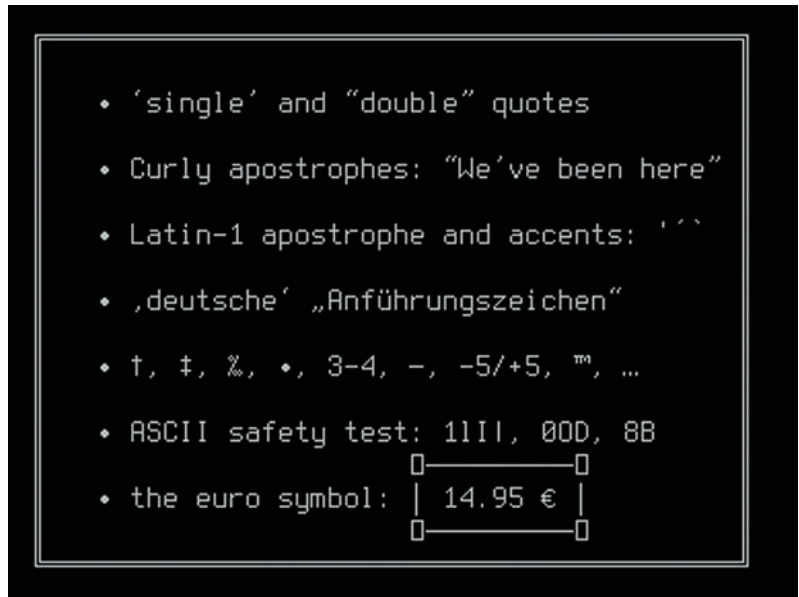 • ‘single’ and “double” quotes
• Curly apostrophes: “We’ve been here”
• Latin-1 apostrophe and accents: '´`
• ‚deutsche‘ „Anführungszeichen“
• †, ‡, ‰, •, 3–4, —, −5/+5, ™, …
• ASCII safety test: 1lI|, 0OD, 8B
• the euro symbol: │ 14.95 € │